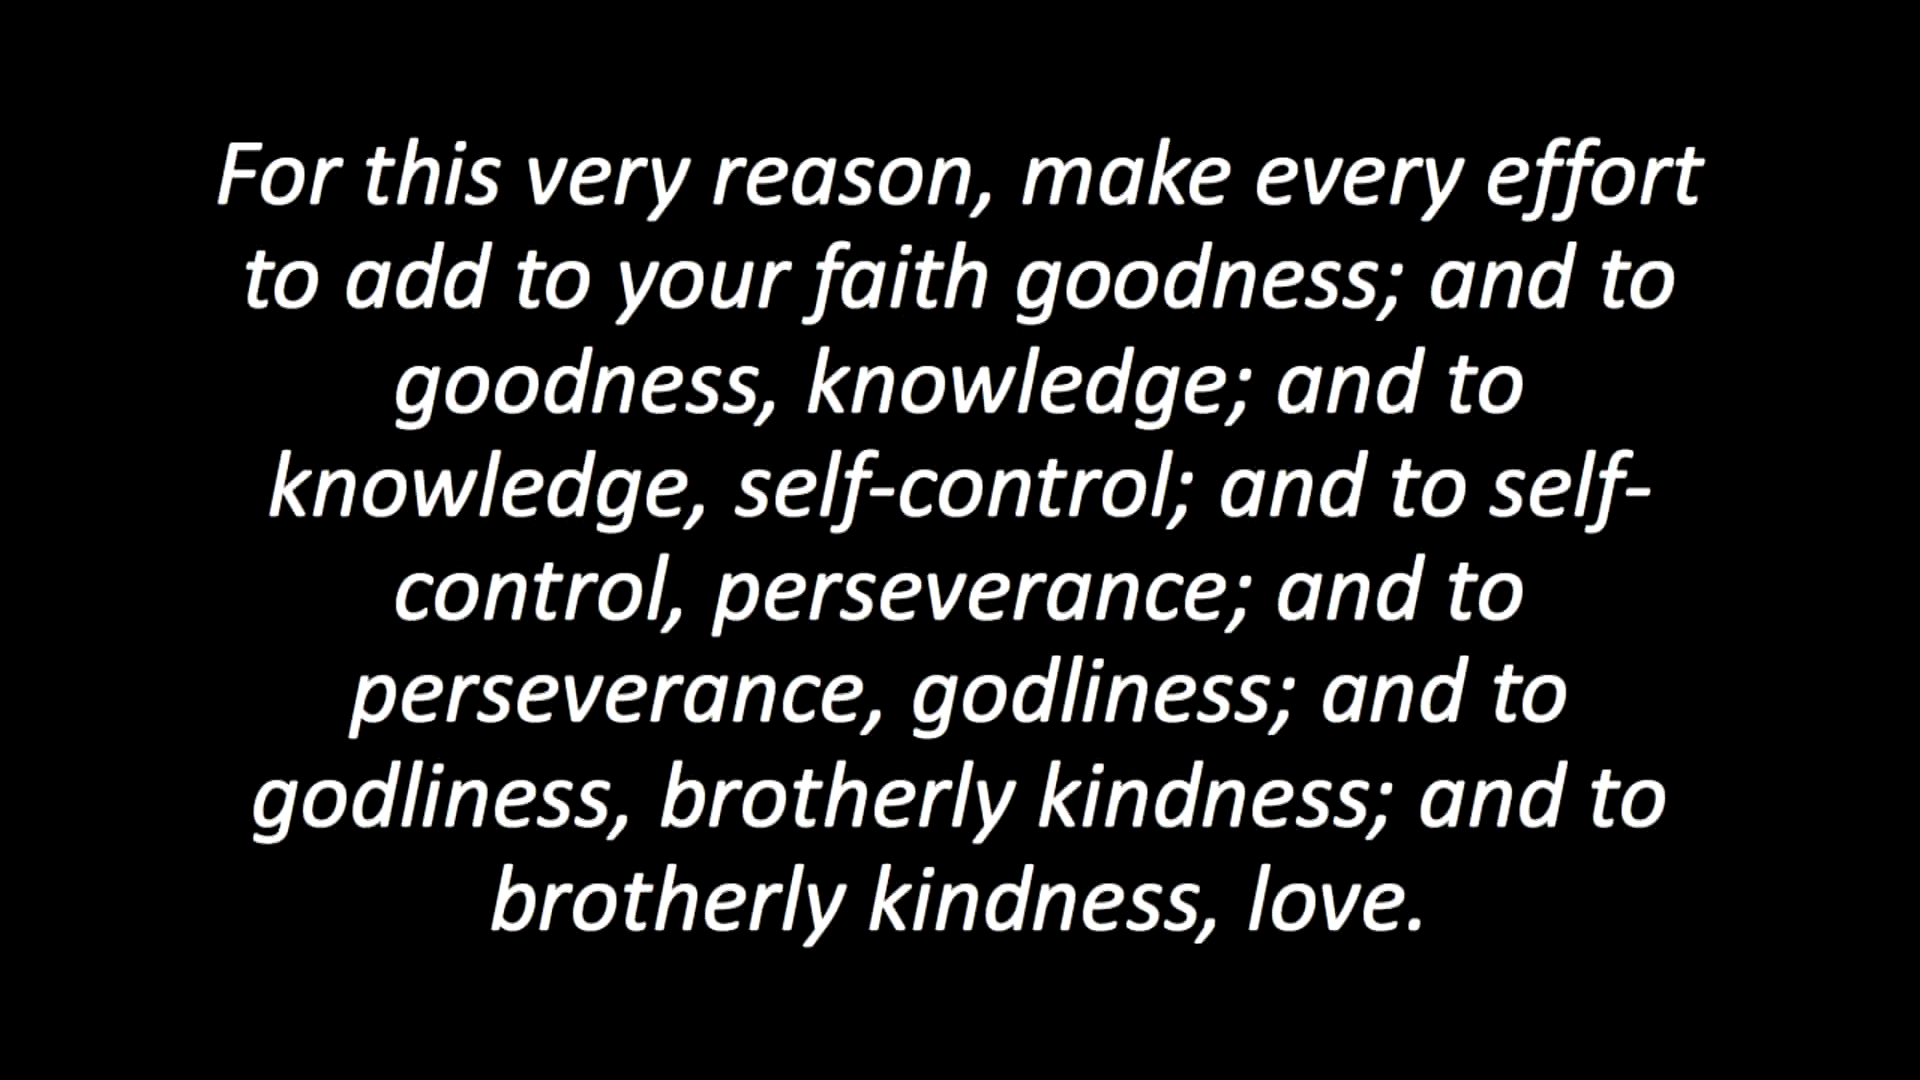 For this very reason, make every effort
to add to your faith goodness; and to
goodness, knowledge; and to
knowledge, self-control; and to self-
control, perseverance; and to
perseverance, godliness; and to
godliness, brotherly kindness; and to
brotherly kindness, love.